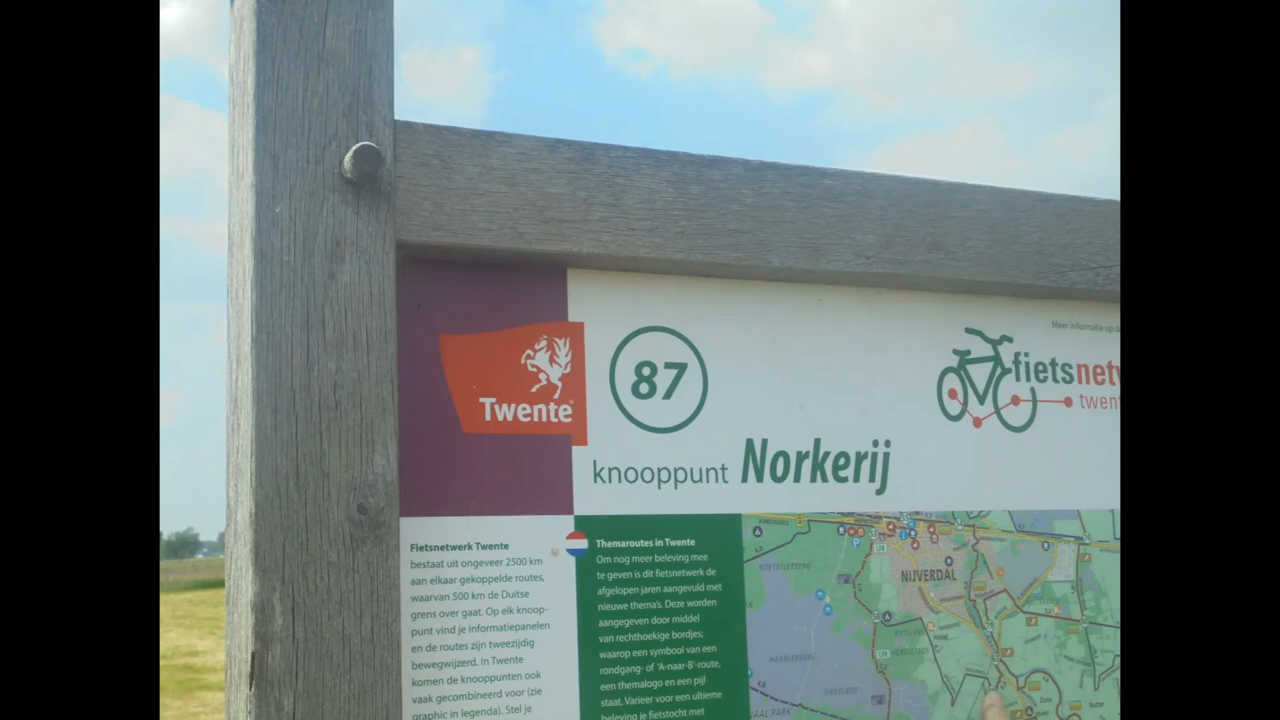 Meer informatie op
Twente
87
fietsnet
twent
knooppunt Norkerij
Fietsnetwerk Twente
bestaat uit ongeveer 2500 km
aan elkaar gekoppelde routes,
waarvan 500 km de Duitse
grens over gaat. Op elk knoop-
punt vind je informatiepanelen
en de routes zijn tweezijdig
bewegwijzerd. In Twente
komen de knooppunten ook
vaak gecombineerd voor (zie
graphic in legenda). Stel je
Themaroutes in Twente
Om nog meer beleving mee
te geven is dit fietsnetwerk de
afgelopen jaren aangevuld met
nieuwe thema's. Deze worden
aangegeven door middel
van rechthoekige bordjes;
waarop een symbool van een
rondgang- of 'A-naar-B'-route,
een themalogo en een pijl
staat. Varieer voor een ultieme
beleving je fietstocht met
NIJVERDAL
HAARLERBERG